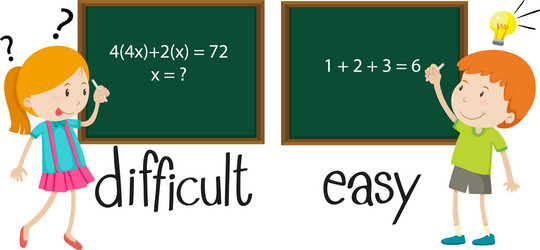 ? ?
4(4x)+2(x) = 72
x = ?
1 + 2 + 3 = 6
difficult
easy